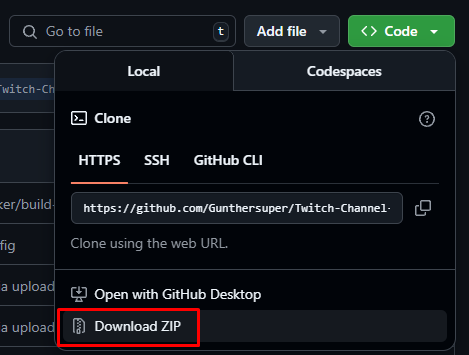 Go to file
t
Add file
Code
Local
Codespaces
Twitch-Ch
Clone
HTTPS
SSH
GitHub CLI
https://github.com/Gunthersuper/Twitch-Channel-
ker/build-
Clone using the web URL.
fig
a upload
Open with GitHub Desktop
a upload
Download ZIP